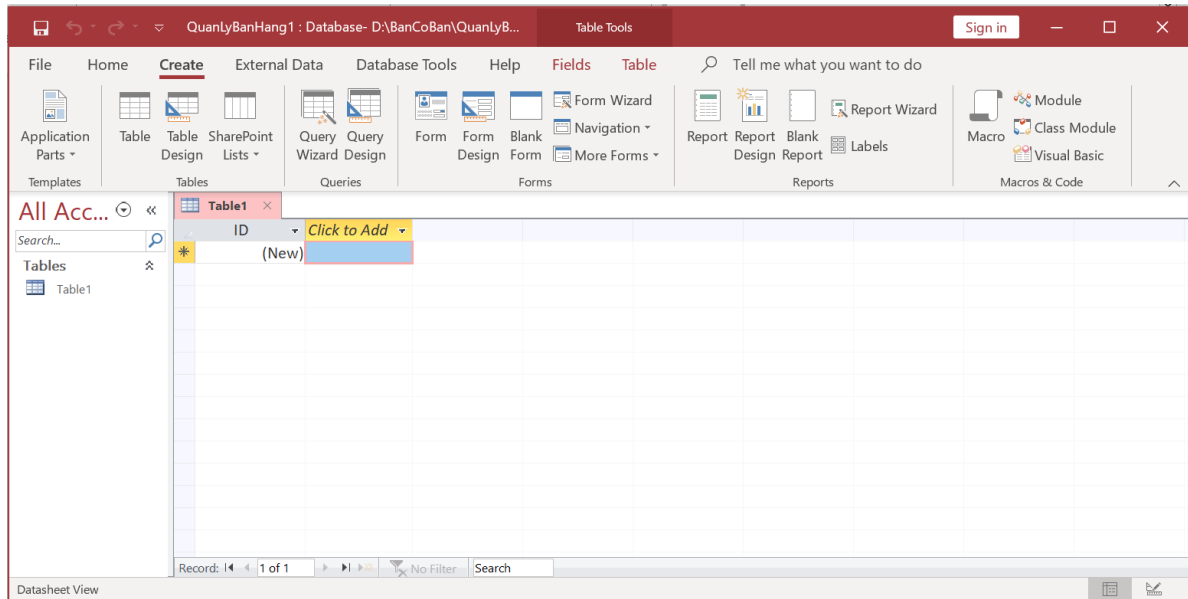 QuanLyBanHang1 : Database- D:\BanCoBan\QuanLyB...
Table Tools
Sign in
File Home Create External Data Database Tools Help Fields Table Tell me what you want to do
Application Parts
Table
Table Design
SharePoint Lists
Query Wizard
Query Design
Form
Form Design
Blank Form
Form Wizard
Navigation
More Forms
Report
Report Design
Blank Report
Report Wizard
Labels
Macro
Module
Class Module
Visual Basic
Templates Tables Queries Forms Reports Macros & Code
All Acc...
Search...
Tables
Table1
Table1
ID Click to Add
(New)
Record: 1 of 1 No Filter Search
Datasheet View